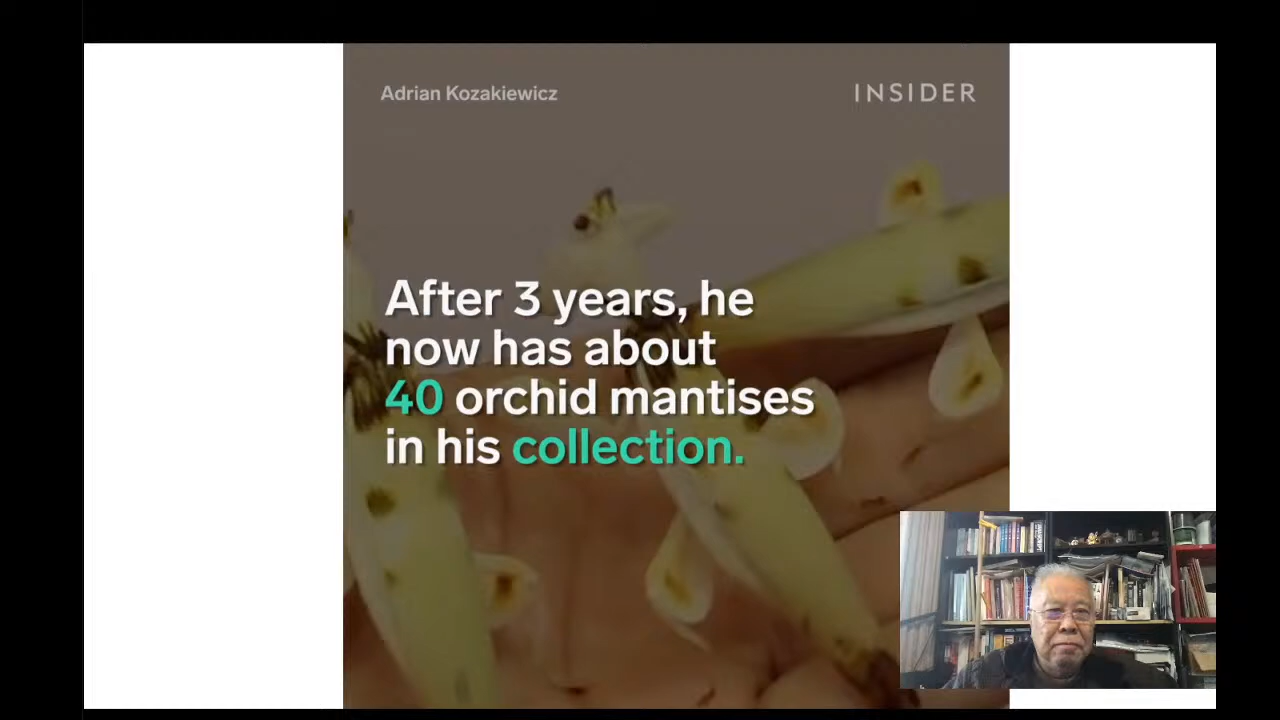 Adrian Kozakiewicz
INSIDER
After 3 years, he
now has about
40 orchid mantises
in his collection.